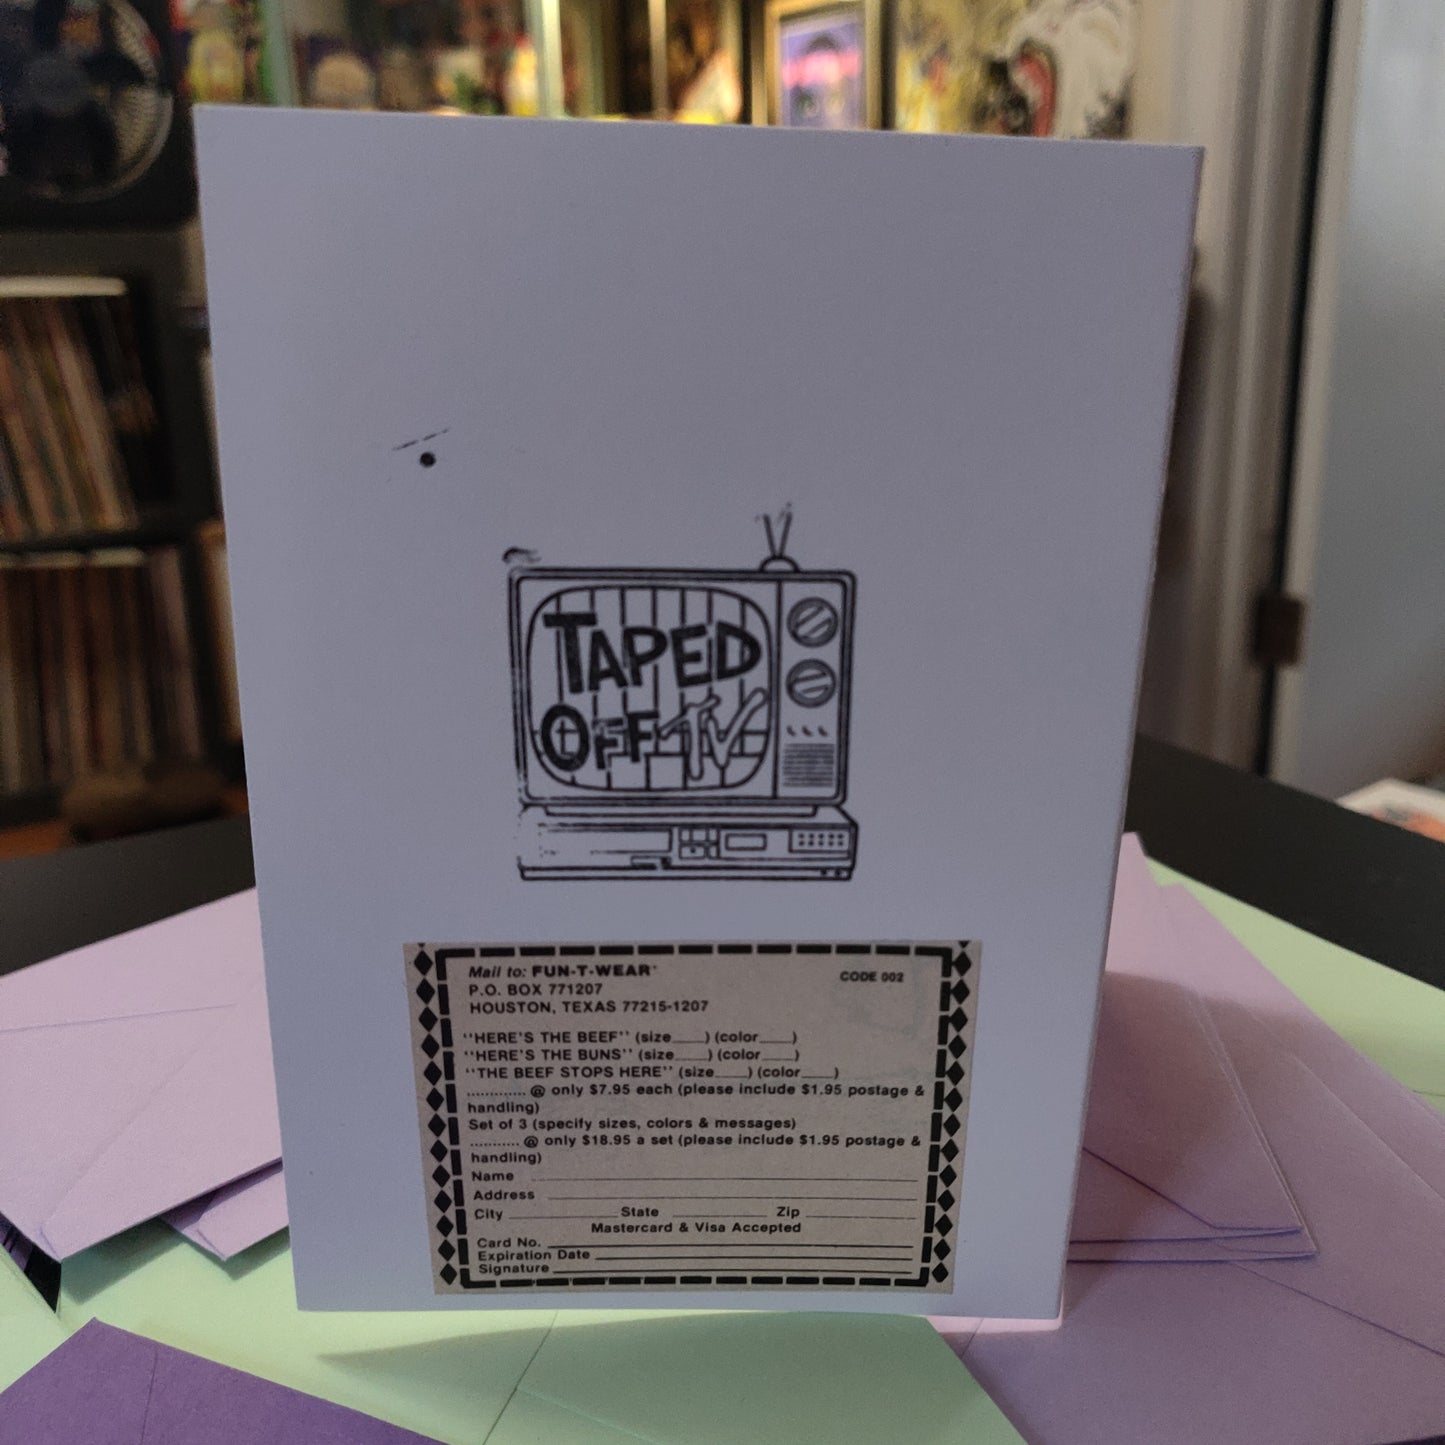 TAPED
OFF TV
Mail to: FUN-T-WEAR
CODE 002
P.O. BOX 771207
HOUSTON, TEXAS 77215-1207
"HERE'S THE BEEF" (size____) (color____)
"HERE'S THE BUNS" (size____) (color____)
"THE BEEF STOPS HERE" (size____) (color____)
............ @ only $7.95 each (please include $1.95 postage &
handling)
Set of 3 (specify sizes, colors & messages)
........... @ only $18.95 a set (please include $1.95 postage &
handling)
Name
Address
City ____________ State __________ Zip ____________
Mastercard & Visa Accepted
Card No.
Expiration Date
Signature